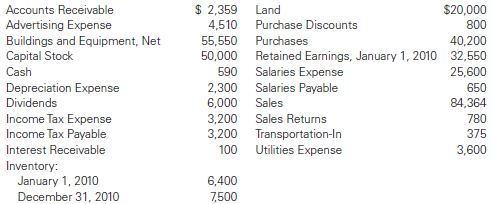 Accounts Receivable $ 2,359
Advertising Expense 4,510
Buildings and Equipment, Net 55,550
Capital Stock 50,000
Cash 590
Depreciation Expense 2,300
Dividends 6,000
Income Tax Expense 3,200
Income Tax Payable 3,200
Interest Receivable 100
Inventory:
January 1, 2010 6,400
December 31, 2010 7,500
Land $20,000
Purchase Discounts 800
Purchases 40,200
Retained Earnings, January 1, 2010 32,550
Salaries Expense 25,600
Salaries Payable 650
Sales 84,364
Sales Returns 780
Transportation-In 375
Utilities Expense 3,600